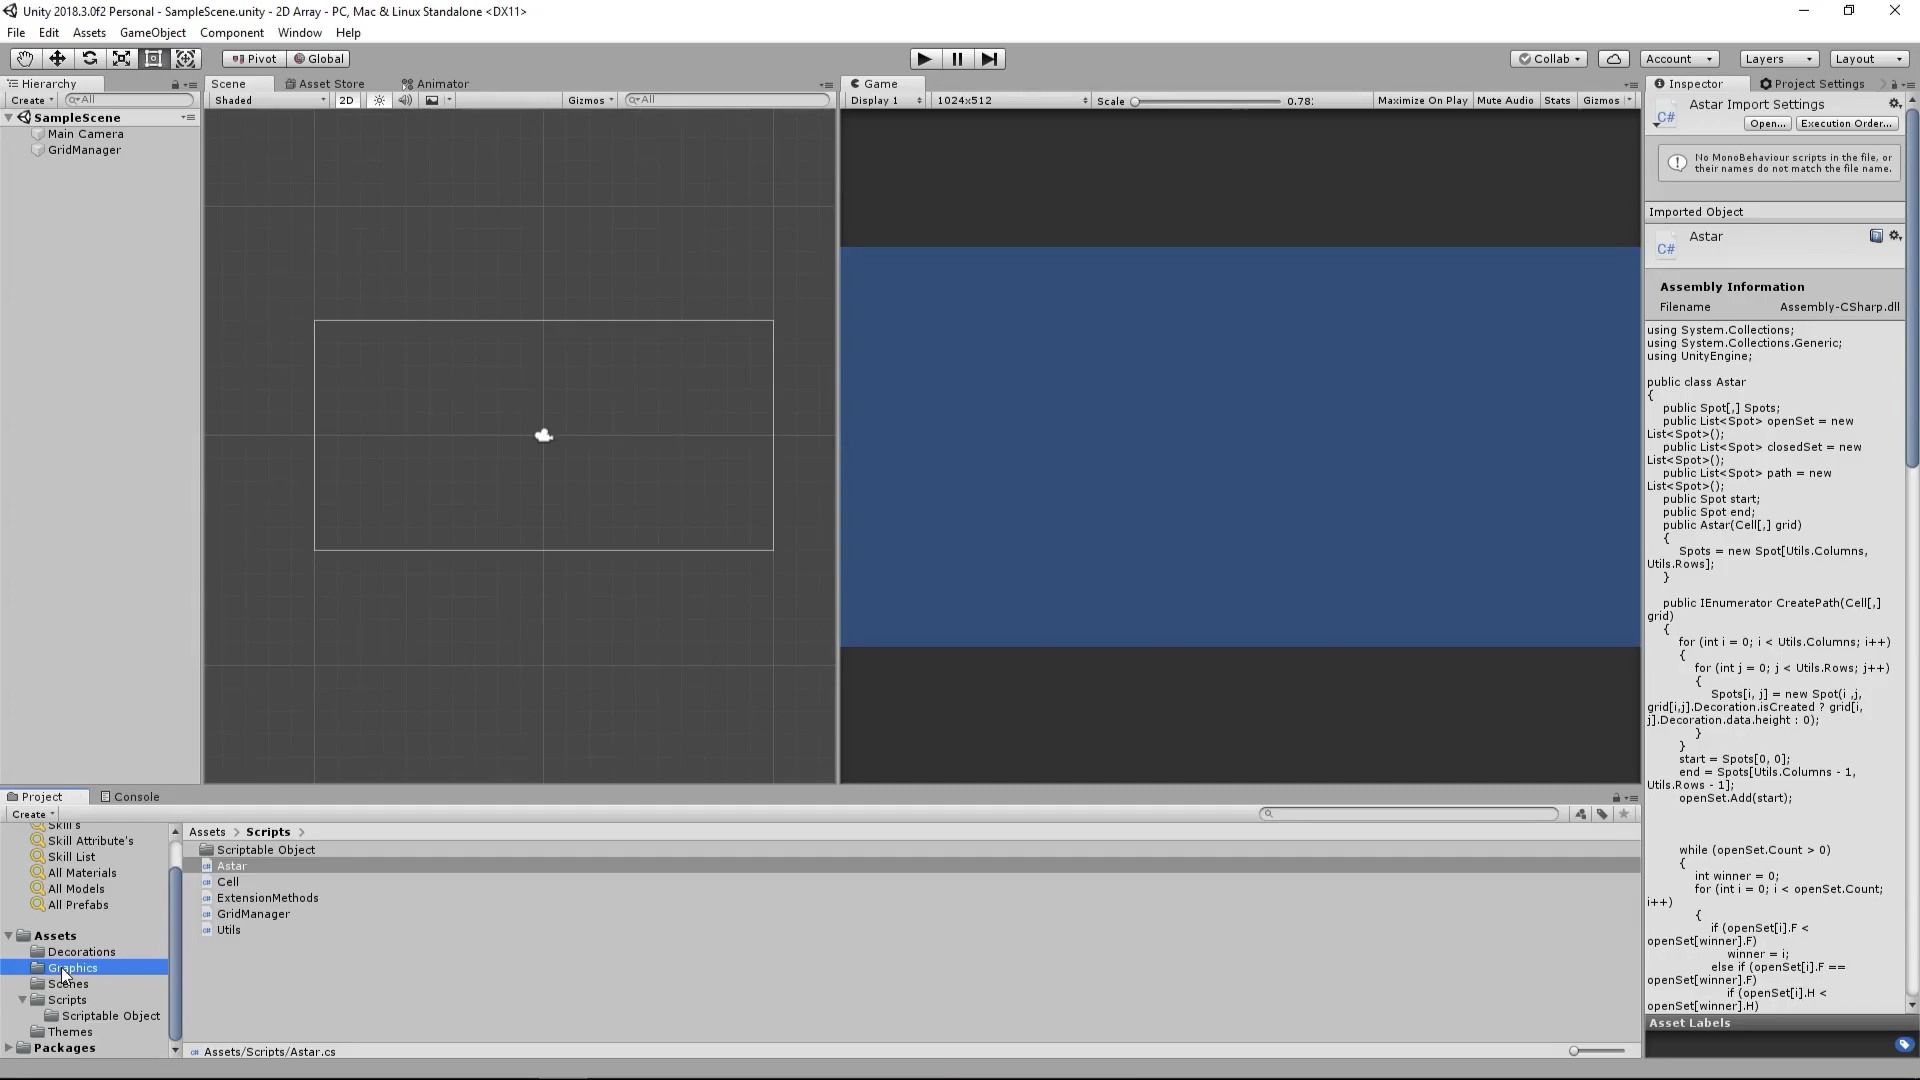 Unity 2018.3.0f2 Personal - SampleScene.unity - 2D Array - PC, Mac & Linux Standalone <DX11>
File Edit Assets GameObject Component Window Help
Pivot Global Collab Account Layers Layout
Hierarchy
Create All
SampleScene
Main Camera
GridManager
Scene Asset Store Animator
Shaded 2D Gizmos All
Game
Display 1 1024x512 Scale 0.78: Maximize On Play Mute Audio Stats Gizmos
Inspector Project Settings
Astar Import Settings
C#
Open... Execution Order...
No MonoBehaviour scripts in the file, or
their names do not match the file name.
Imported Object
Astar
C#
Assembly Information
Filename Assembly-CSharp.dll
using System.Collections;
using System.Collections.Generic;
using UnityEngine;
public class Astar
{
public Spot[,] Spots;
public List<Spot> openSet = new
List<Spot>();
public List<Spot> closedSet = new
List<Spot>();
public List<Spot> path = new
List<Spot>();
public Spot start;
public Spot end;
public Astar(Cell[,] grid)
{
Spots = new Spot[Utils.Columns,
Utils.Rows];
}
public IEnumerator CreatePath(Cell[,]
grid)
{
for (int i = 0; i < Utils.Columns; i++)
{
for (int j = 0; j < Utils.Rows; j++)
{
Spots[i, j] = new Spot(i ,j,
grid[i,j].Decoration.isCreated ? grid[i,
j].Decoration.data.height : 0);
}
}
start = Spots[0, 0];
end = Spots[Utils.Columns - 1,
Utils.Rows - 1];
openSet.Add(start);
while (openSet.Count > 0)
{
int winner = 0;
for (int i = 0; i < openSet.Count;
i++)
{
if (openSet[i].F <
openSet[winner].F)
winner = i;
else if (openSet[i].F ==
openSet[winner].F)
if (openSet[i].H <
openSet[winner].H)
Asset Labels
Project Console
Create
Skill's
Skill Attribute's
Skill List
All Materials
All Models
All Prefabs
Assets
Decorations
Graphics
Scenes
Scripts
Scriptable Object
Themes
Packages
Assets > Scripts >
Scriptable Object
Astar
Cell
ExtensionMethods
GridManager
Utils
Assets/Scripts/Astar.cs